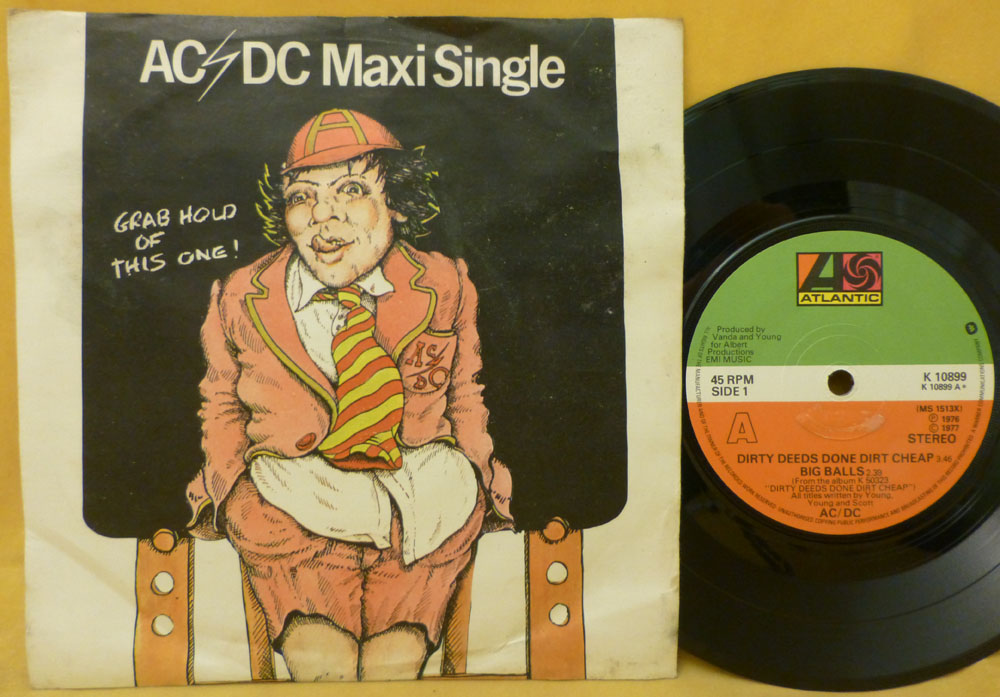 AC/DC Maxi Single
GRAB HOLD
OF
THIS ONE!
A
ATLANTIC
Produced by
Vanda and Young
for Albert
Productions
EMI MUSIC
45 RPM
SIDE 1
K 10899
K 10899 A
(MS 1513X)
Ⓟ 1976
© 1977
STEREO
A
DIRTY DEEDS DONE DIRT CHEAP 3.46
BIG BALLS 2.38
(From the album K 50323
"DIRTY DEEDS DONE DIRT CHEAP")
All titles written by Young,
Young and Scott
AC/DC